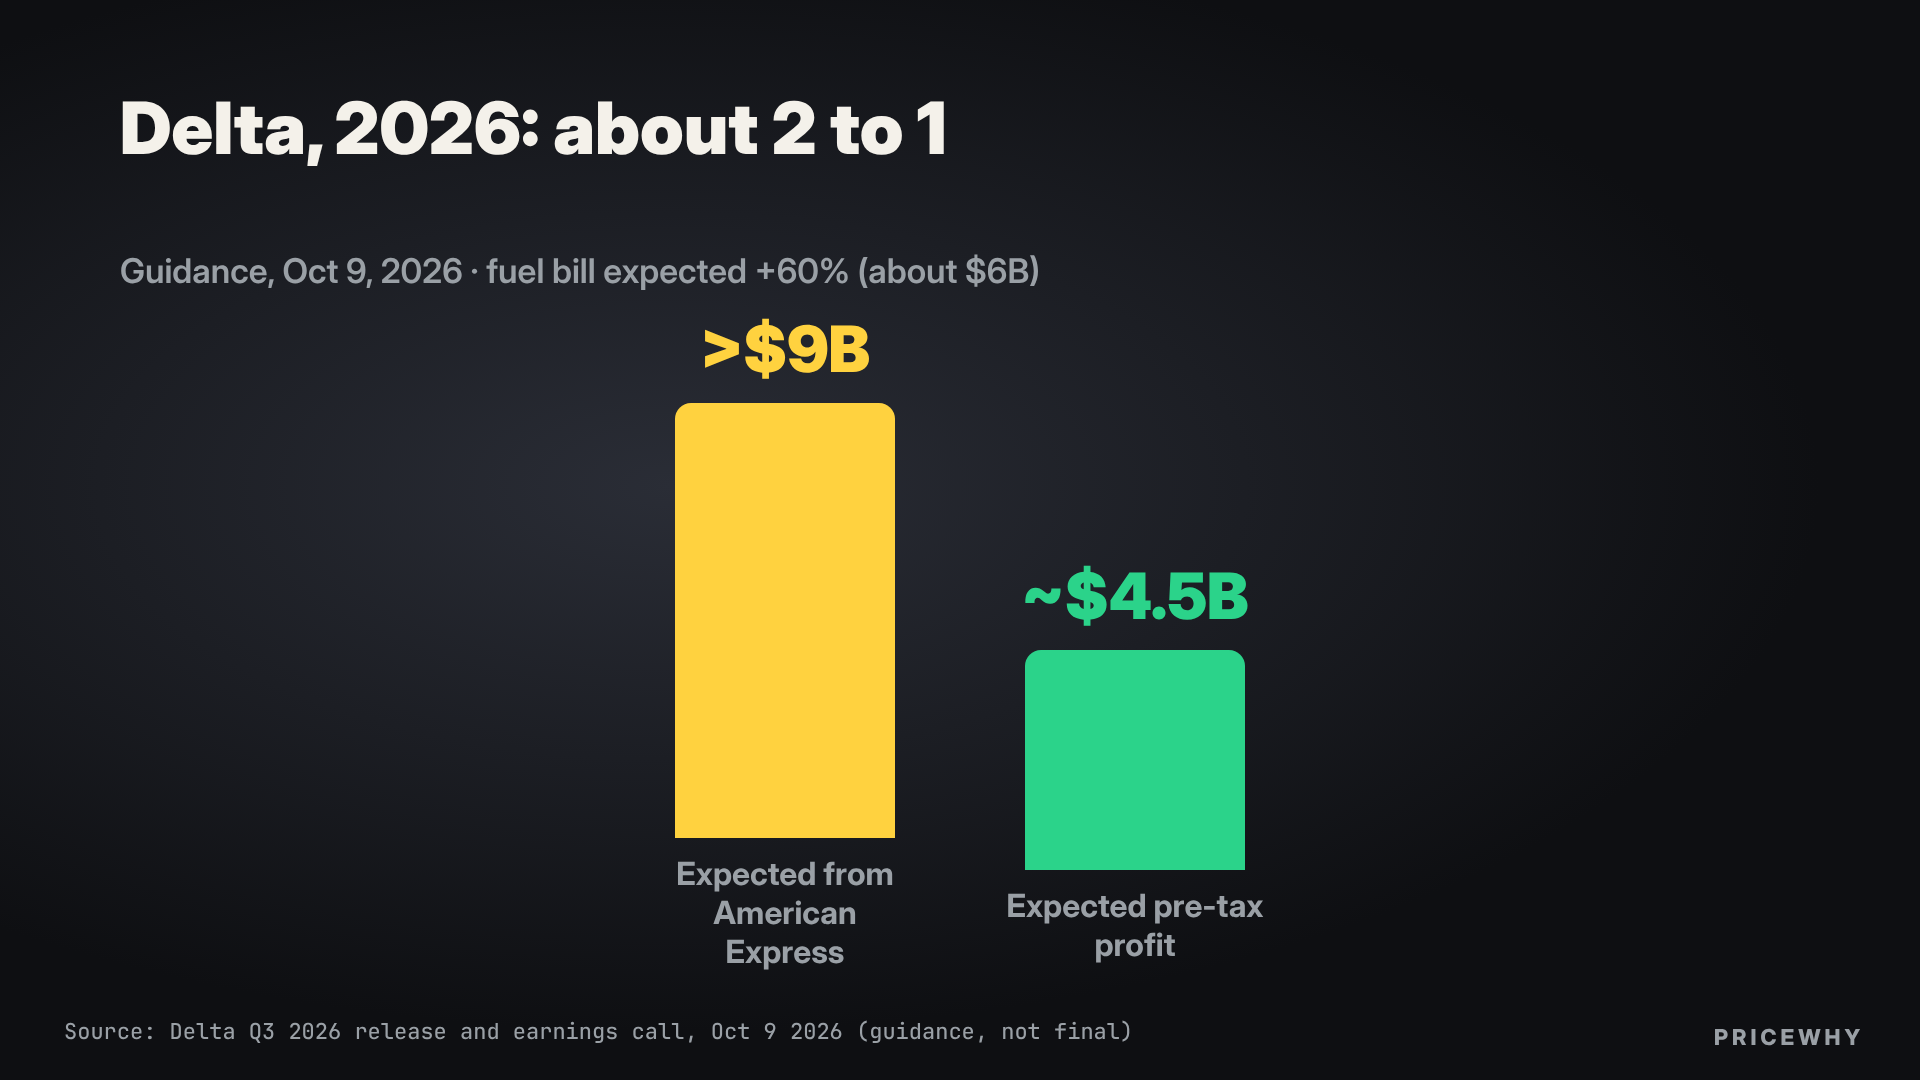 Delta, 2026: about 2 to 1
Guidance, Oct 9, 2026 · fuel bill expected +60% (about $6B)
>$9B
~$4.5B
Expected from
American
Express
Expected pre-tax
profit
Source: Delta Q3 2026 release and earnings call, Oct 9 2026 (guidance, not final)
PRICEWHY